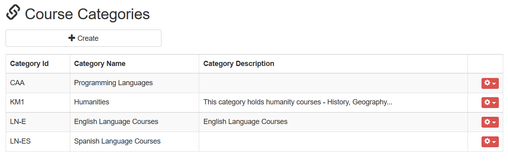 Course Categories
Create
Category Id Category Name Category Description
CAA Programming Languages
KM1 Humanities This category holds humanity courses - History, Geography...
LN-E English Language Courses English Language Courses
LN-ES Spanish Language Courses